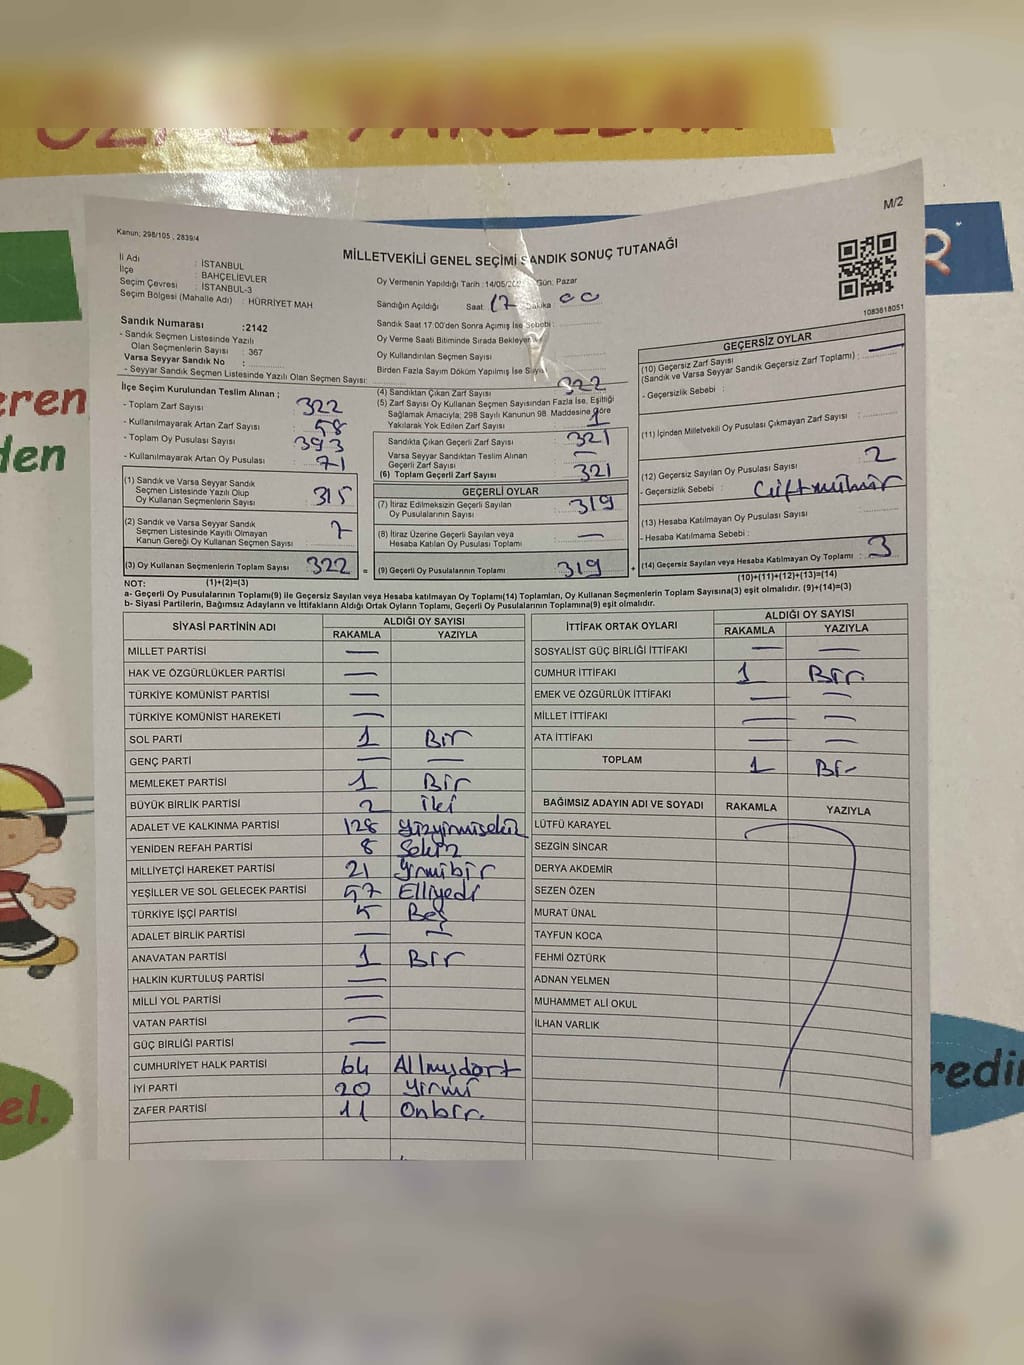 M/2
Kanun; 298/105 , 2839/4
MİLLETVEKİLİ GENEL SEÇİMİ SANDIK SONUÇ TUTANAĞI
İl Adı : İSTANBUL
İlçe : BAHÇELİEVLER
Seçim Çevresi : İSTANBUL-3
Seçim Bölgesi (Mahalle Adı) : HÜRRİYET MAH
Oy Vermenin Yapıldığı Tarih : 14/05/20 Gün: Pazar
Sandığın Açıldığı Saat: 17 Dakika : 00
1083618051
Sandık Numarası :2142
- Sandık Seçmen Listesinde Yazılı Olan Seçmenlerin Sayısı : 367
Varsa Seyyar Sandık No :
- Seyyar Sandık Seçmen Listesinde Yazılı Olan Seçmen Sayısı:
Sandık Saat 17.00'den Sonra Açımış İse Sebebi :
Oy Verme Saati Bitiminde Sırada Bekleyen
Oy Kullandırılan Seçmen Sayısı
Birden Fazla Sayım Döküm Yapılmış İse
İlçe Seçim Kurulundan Teslim Alınan ;
- Toplam Zarf Sayısı : 322
- Kullanılmayarak Artan Zarf Sayısı : 58
- Toplam Oy Pusulası Sayısı : 393
- Kullanılmayarak Artan Oy Pusulası : 71
(1) Sandık ve Varsa Seyyar Sandık
Seçmen Listesinde Yazılı Olup
Oy Kullanan Seçmenlerin Sayısı : 315
(2) Sandık ve Varsa Seyyar Sandık
Seçmen Listesinde Kayıtlı Olmayan
Kanun Gereği Oy Kullanan Seçmen Sayısı : 7
(3) Oy Kullanan Seçmenlerin Toplam Sayısı : 322
(4) Sandıktan Çıkan Zarf Sayısı : 322
(5) Zarf Sayısı Oy Kullanan Seçmen Sayısından Fazla İse, Eşitliği
Sağlamak Amacıyla; 298 Sayılı Kanunun 98. Maddesine Göre
Yakılarak Yok Edilen Zarf Sayısı : 1
Sandıkta Çıkan Geçerli Zarf Sayısı : 321
Varsa Seyyar Sandıktan Teslim Alınan
Geçerli Zarf Sayısı : —
(6) Toplam Geçerli Zarf Sayısı : 321
GEÇERLİ OYLAR
(7) İtiraz Edilmeksizin Geçerli Sayılan
Oy Pusulalarının Sayısı : 319
(8) İtiraz Üzerine Geçerli Sayılan veya
Hesaba Katılan Oy Pusulası Toplamı : —
= (9) Geçerli Oy Pusulalarının Toplamı : 319
GEÇERSİZ OYLAR
(10) Geçersiz Zarf Sayısı
(Sandık ve Varsa Seyyar Sandık Geçersiz Zarf Toplamı) : —
- Geçersizlik Sebebi :
(11) İçinden Milletvekili Oy Pusulası Çıkmayan Zarf Sayısı :
(12) Geçersiz Sayılan Oy Pusulası Sayısı : 2
- Geçersizlik Sebebi : Çift mühür
(13) Hesaba Katılmayan Oy Pusulası Sayısı :
- Hesaba Katılmama Sebebi :
+ (14) Geçersiz Sayılan veya Hesaba Katılmayan Oy Toplamı : 3
NOT: (1)+(2)=(3)
(10)+(11)+(12)+(13)=(14)
a- Geçerli Oy Pusulalarının Toplamı(9) ile Geçersiz Sayılan veya Hesaba katılmayan Oy Pusulası(14) Toplamları, Oy Kullanan Seçmenlerin Toplam Sayısına(3) eşit olmalıdır. (9)+(14)=(3)
b- Siyasi Partilerin, Bağımsız Adayların ve İttifakların Aldığı Ortak Oyların Toplamı, Geçerli Oy Pusulalarının Toplamına(9) eşit olmalıdır.
SİYASİ PARTİNİN ADI ALDIĞI OY SAYISI
RAKAMLA YAZIYLA
MİLLET PARTİSİ —
HAK VE ÖZGÜRLÜKLER PARTİSİ —
TÜRKİYE KOMÜNİST PARTİSİ —
TÜRKİYE KOMÜNİST HAREKETİ —
SOL PARTİ 1 Bir
GENÇ PARTİ — —
MEMLEKET PARTİSİ 1 Bir
BÜYÜK BİRLİK PARTİSİ 2 iki
ADALET VE KALKINMA PARTİSİ 128 Yüzyirmisekiz
YENİDEN REFAH PARTİSİ 8 Sekiz
MİLLİYETÇİ HAREKET PARTİSİ 21 Yirmibir
YEŞİLLER VE SOL GELECEK PARTİSİ 57 Elliyedi
TÜRKİYE İŞÇİ PARTİSİ 5 Beş
ADALET BİRLİK PARTİSİ — —
ANAVATAN PARTİSİ 1 Bir
HALKIN KURTULUŞ PARTİSİ —
MİLLİ YOL PARTİSİ —
VATAN PARTİSİ —
GÜÇ BİRLİĞİ PARTİSİ —
CUMHURİYET HALK PARTİSİ 64 Altmışdört
İYİ PARTİ 20 Yirmi
ZAFER PARTİSİ 11 Onbir.
İTTİFAK ORTAK OYLARI ALDIĞI OY SAYISI
RAKAMLA YAZIYLA
SOSYALİST GÜÇ BİRLİĞİ İTTİFAKI — —
CUMHUR İTTİFAKI 1 Bir.
EMEK VE ÖZGÜRLÜK İTTİFAKI — —
MİLLET İTTİFAKI — —
ATA İTTİFAKI — —
TOPLAM 1 Bir
BAĞIMSIZ ADAYIN ADI VE SOYADI RAKAMLA YAZIYLA
LÜTFÜ KARAYEL
SEZGİN SİNCAR
DERYA AKDEMİR
SEZEN ÖZEN
MURAT ÜNAL
TAYFUN KOCA
FEHMİ ÖZTÜRK
ADNAN YELMEN
MUHAMMET ALİ OKUL
İLHAN VARLIK
eren
den
el.
R
redin